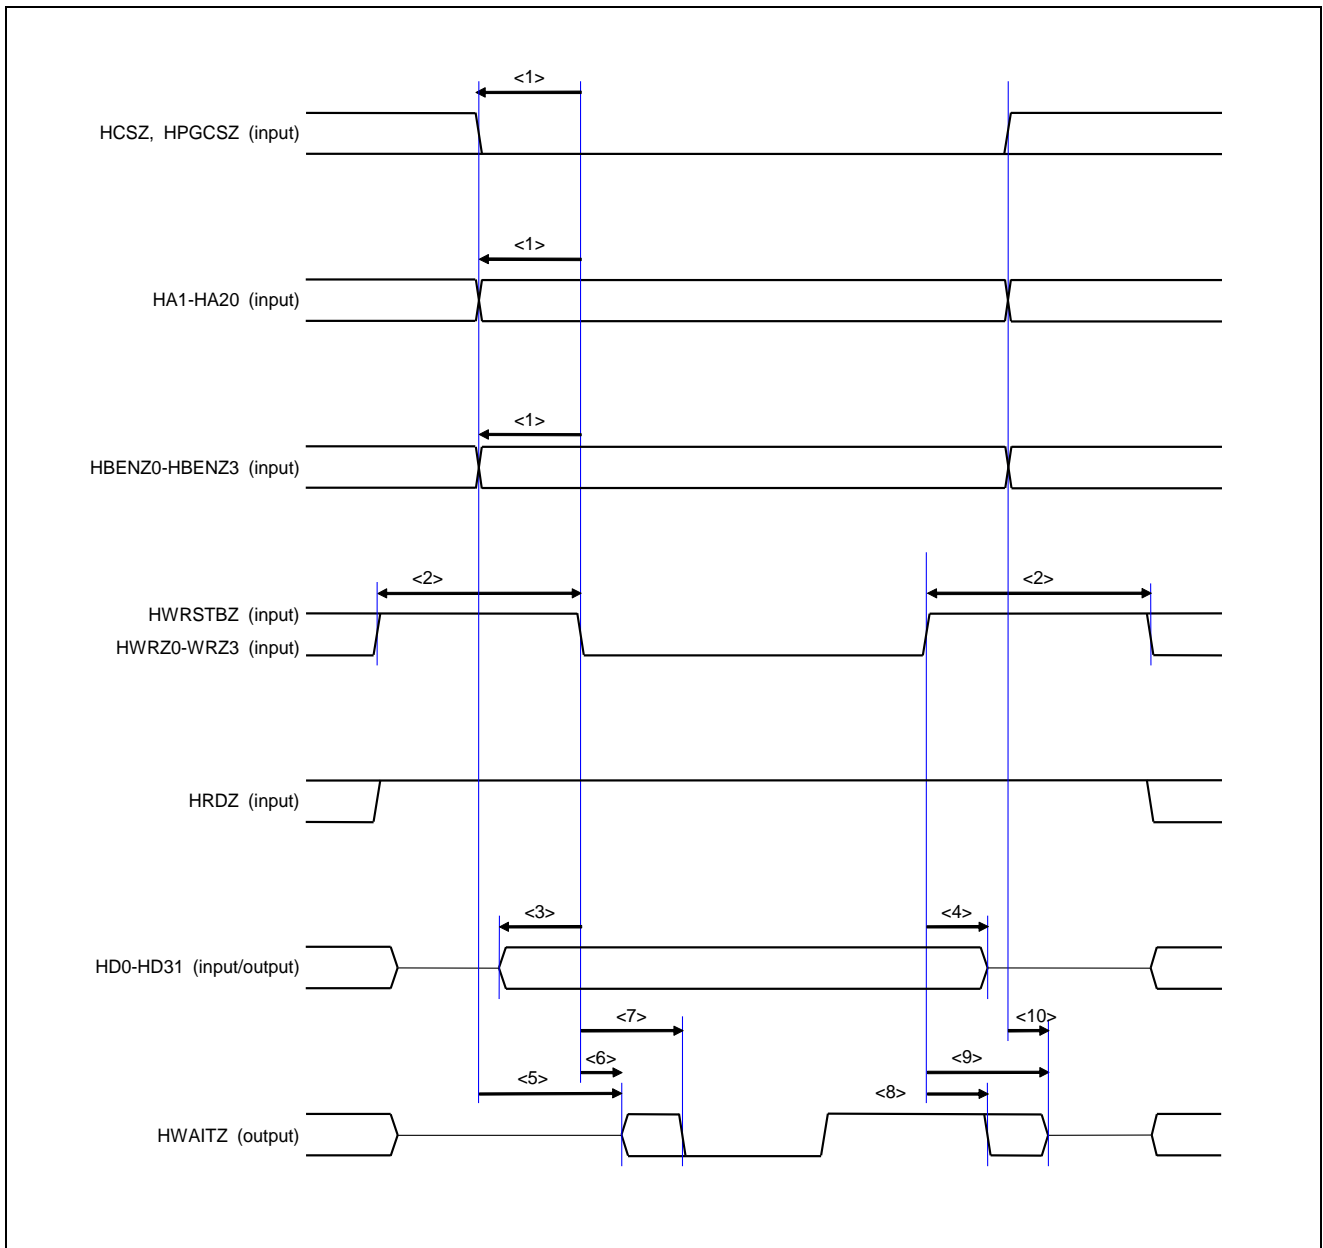 <1>
HCSZ, HPGCSZ (input)
<1>
HA1-HA20 (input)
<1>
HBENZ0-HBENZ3 (input)
<2>
<2>
HWRSTBZ (input)
HWRZ0-WRZ3 (input)
HRDZ (input)
<3>
<4>
HD0-HD31 (input/output)
<7>
<10>
<6>
<9>
<5>
<8>
HWAITZ (output)